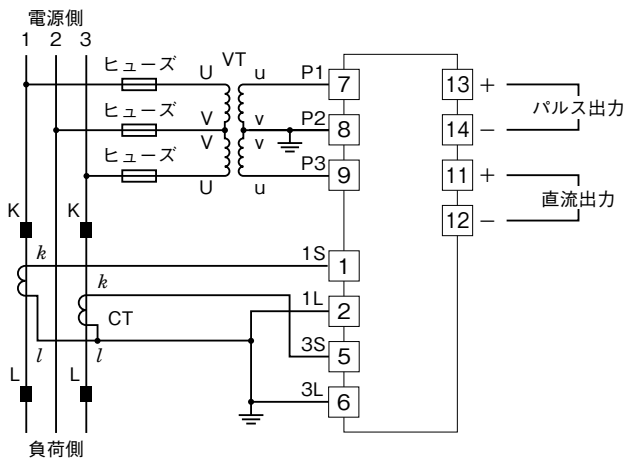 電源側
1 2 3
ヒューズ
U
VT
u
P1
7
13
+
パルス出力
ヒューズ
V
V
v
v
P2
8
14
−
ヒューズ
U
u
P3
9
11
+
直流出力
12
−
K
K
k
1S
1
k
1L
2
CT
l
l
3S
5
L
L
3L
6
負荷側